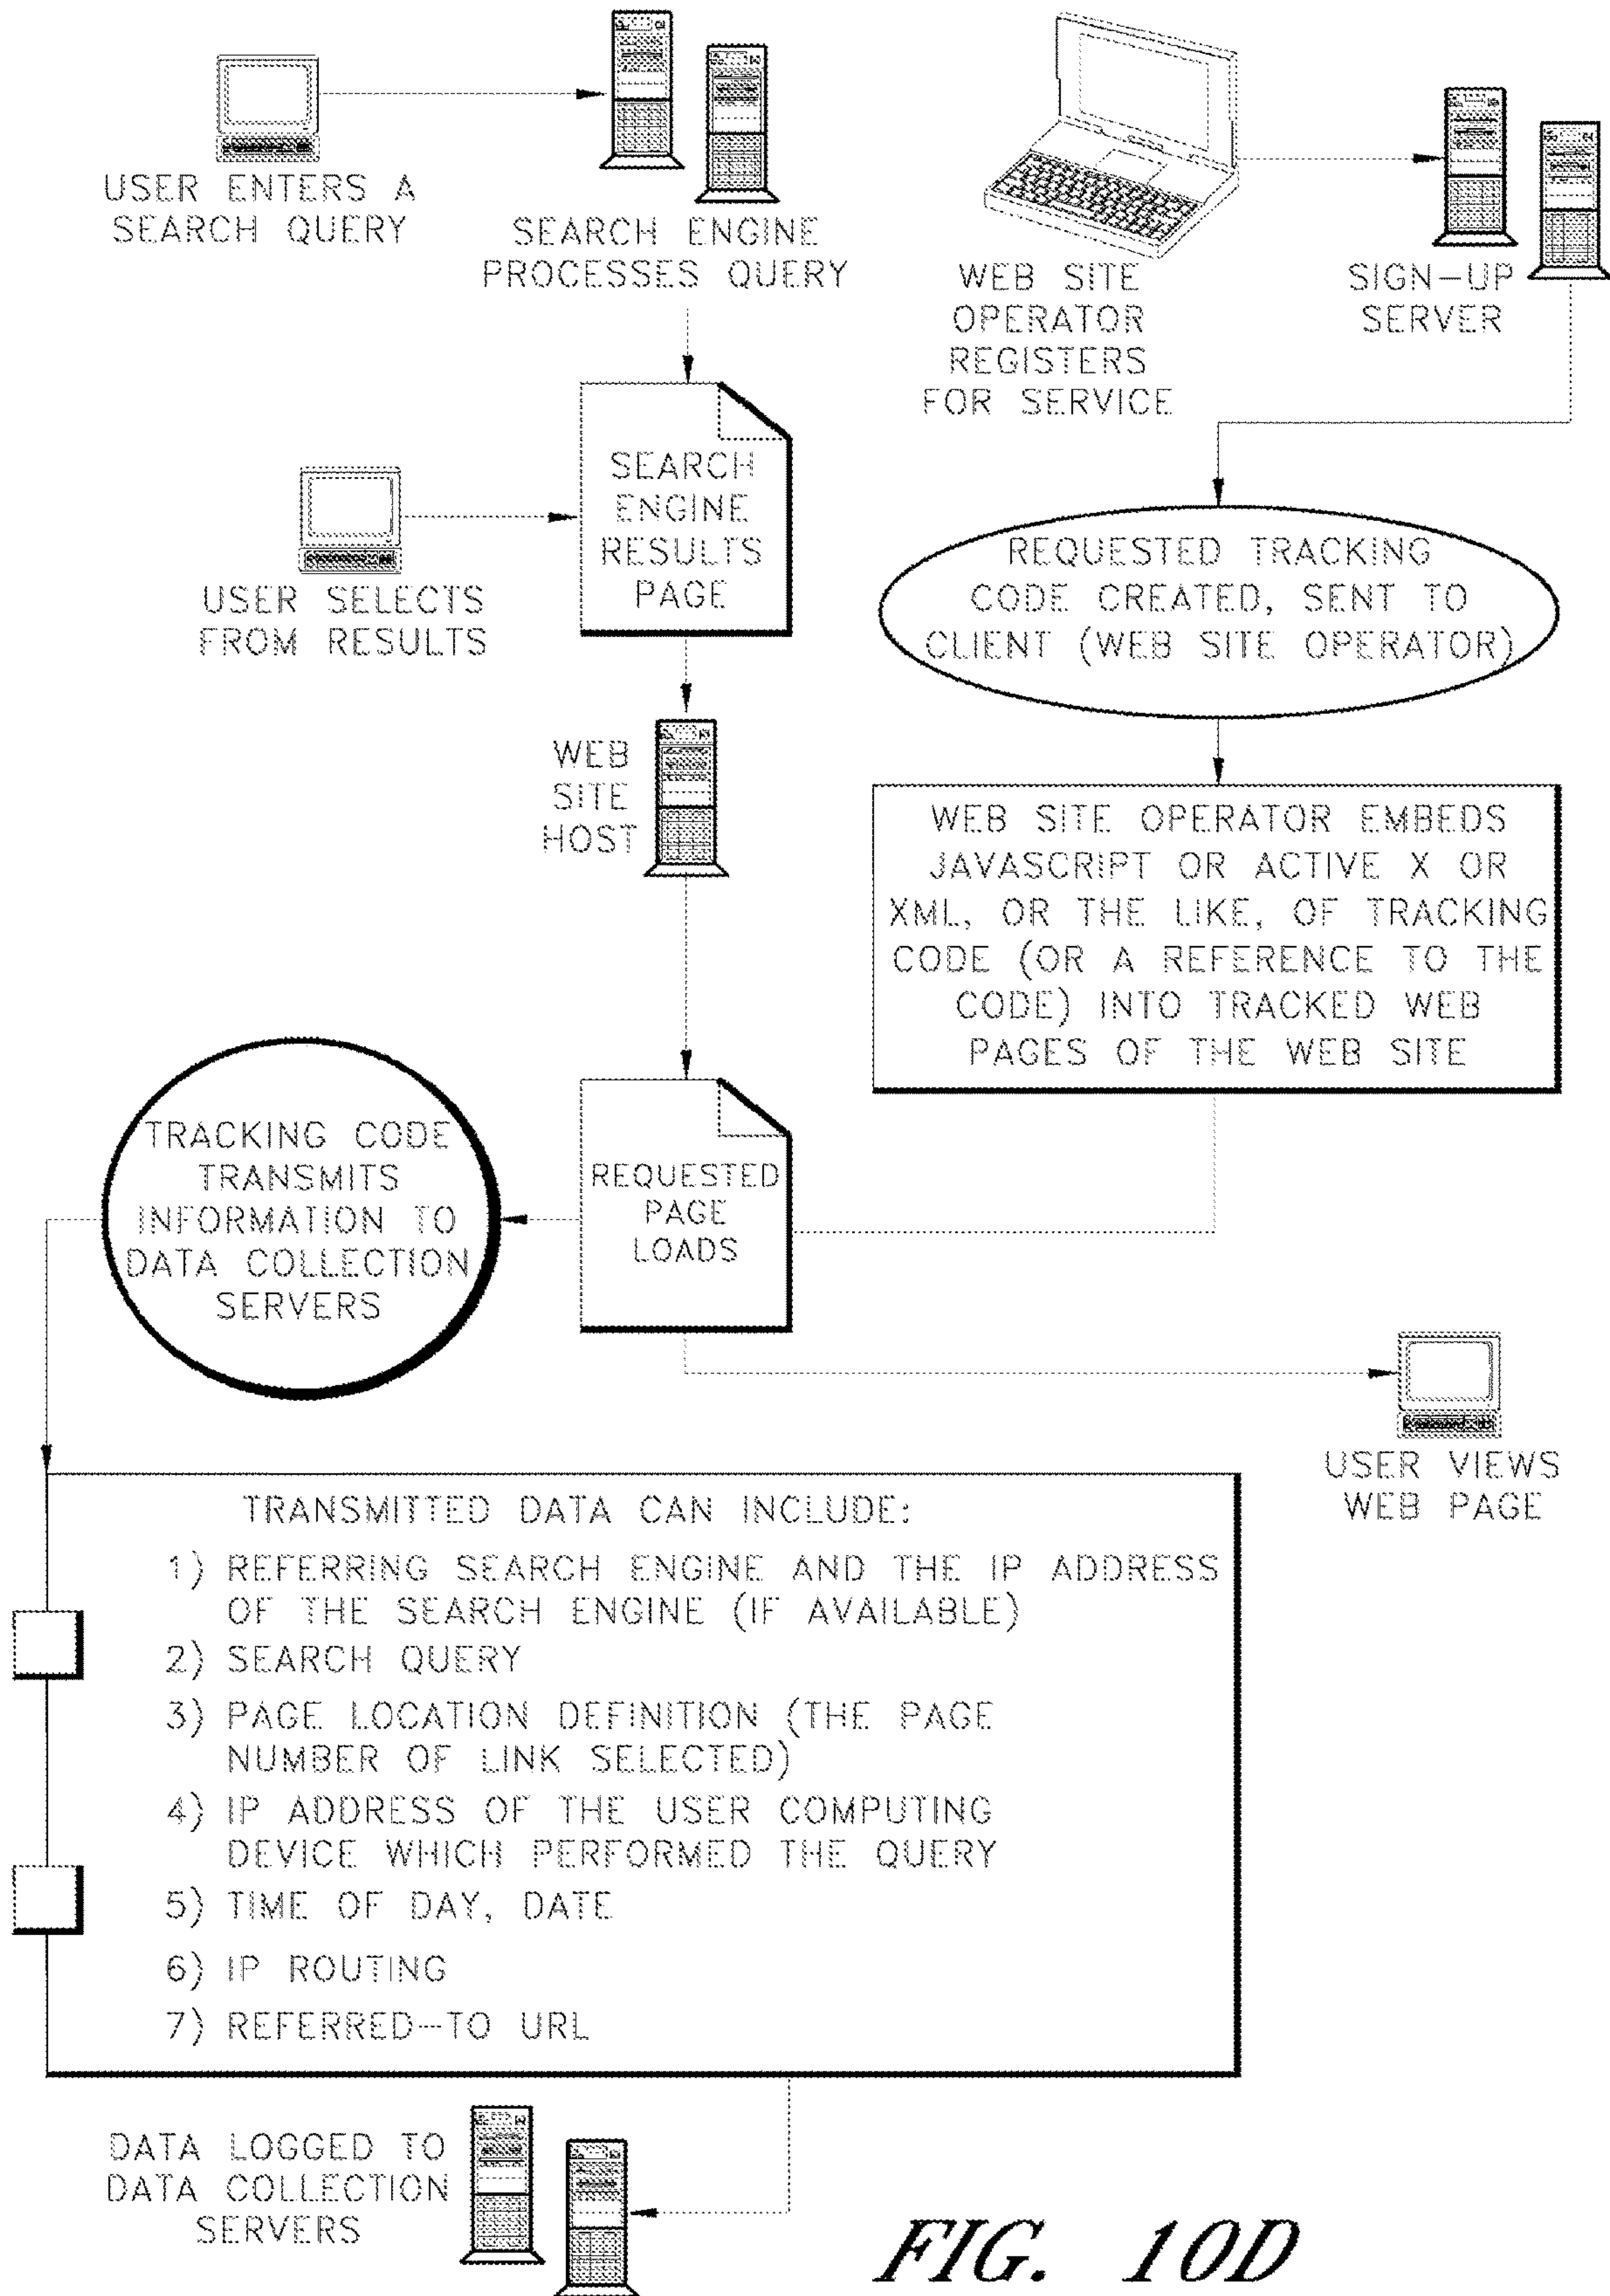 USER ENTERS A
SEARCH QUERY
SEARCH ENGINE
PROCESSES QUERY
WEB SITE
OPERATOR
REGISTERS
FOR SERVICE
SIGN-UP
SERVER
SEARCH
ENGINE
RESULTS
PAGE
USER SELECTS
FROM RESULTS
REQUESTED TRACKING
CODE CREATED, SENT TO
CLIENT (WEB SITE OPERATOR)
WEB
SITE
HOST
WEB SITE OPERATOR EMBEDS
JAVASCRIPT OR ACTIVE X OR
XML, OR THE LIKE, OF TRACKING
CODE (OR A REFERENCE TO THE
CODE) INTO TRACKED WEB
PAGES OF THE WEB SITE
TRACKING CODE
TRANSMITS
INFORMATION TO
DATA COLLECTION
SERVERS
REQUESTED
PAGE
LOADS
USER VIEWS
WEB PAGE
TRANSMITTED DATA CAN INCLUDE:
1) REFERRING SEARCH ENGINE AND THE IP ADDRESS
OF THE SEARCH ENGINE (IF AVAILABLE)
2) SEARCH QUERY
3) PAGE LOCATION DEFINITION (THE PAGE
NUMBER OF LINK SELECTED)
4) IP ADDRESS OF THE USER COMPUTING
DEVICE WHICH PERFORMED THE QUERY
5) TIME OF DAY, DATE
6) IP ROUTING
7) REFERRED-TO URL
DATA LOGGED TO
DATA COLLECTION
SERVERS
FIG. 10D